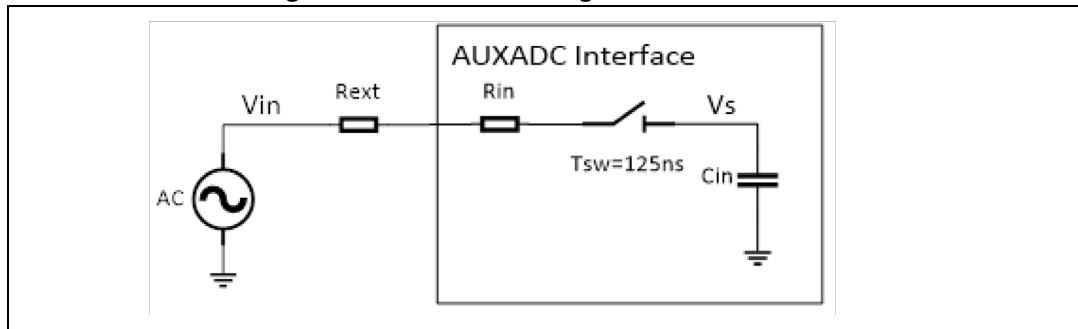 AUXADC Interface
Vin
Rext
Rin
Vs
Tsw=125ns
Cin
AC